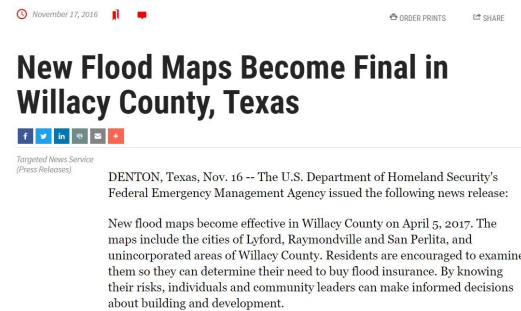 November 17, 2016
ORDER PRINTS
SHARE
New Flood Maps Become Final in
Willacy County, Texas
f
in
Targeted News Service
(Press Releases)
DENTON, Texas, Nov. 16 -- The U.S. Department of Homeland Security's
Federal Emergency Management Agency issued the following news release:
New flood maps become effective in Willacy County on April 5, 2017. The
maps include the cities of Lyford, Raymondville and San Perlita, and
unincorporated areas of Willacy County. Residents are encouraged to examine
them so they can determine their need to buy flood insurance. By knowing
their risks, individuals and community leaders can make informed decisions
about building and development.